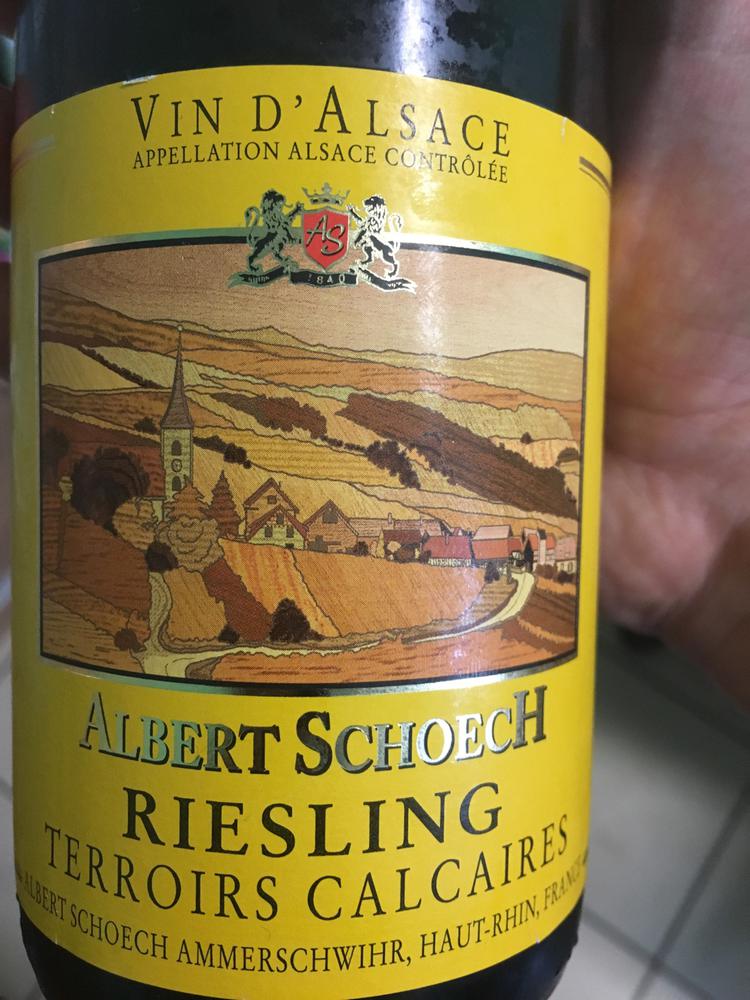 VIN D'ALSACE
APPELLATION ALSACE CONTRÔLÉE
AS
1840
ALBERT SCHOECH
RIESLING
TERROIRS CALCAIRES
ALBERT SCHOECH AMMERSCHWIHR, HAUT-RHIN, FRANCE